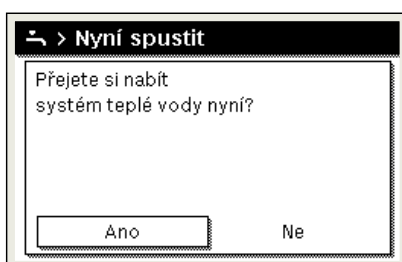 > Nyní spustit
Přejete si nabít
systém teplé vody nyní?
Ano Ne